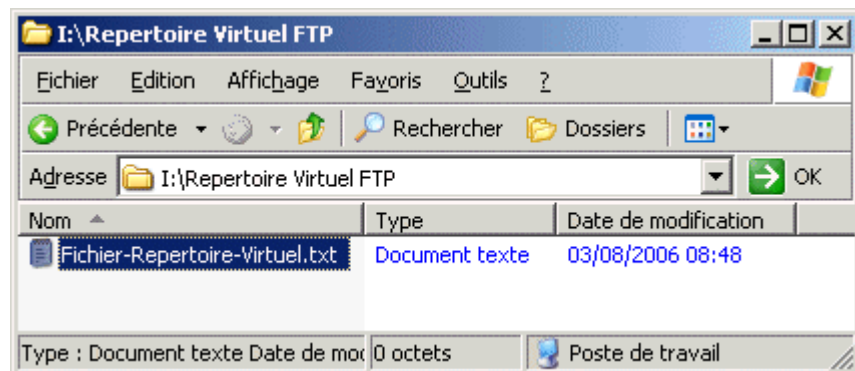 I:\Repertoire Virtuel FTP
Fichier Edition Affichage Favoris Outils ?
Précédente Rechercher Dossiers
Adresse I:\Repertoire Virtuel FTP OK
Nom Type Date de modification
Fichier-Repertoire-Virtuel.txt Document texte 03/08/2006 08:48
Type : Document texte Date de mo 0 octets Poste de travail